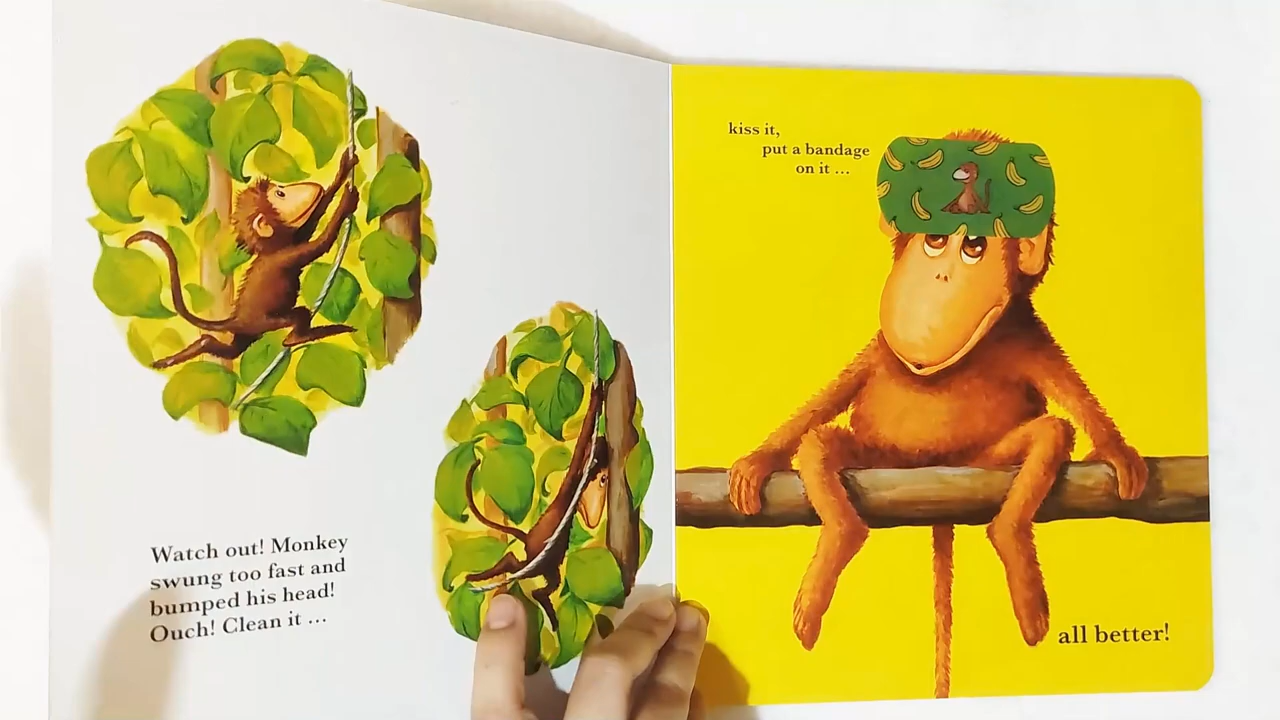 Watch out! Monkey
swung too fast and
bumped his head!
Ouch! Clean it ...
kiss it,
put a bandage
on it ...
all better!